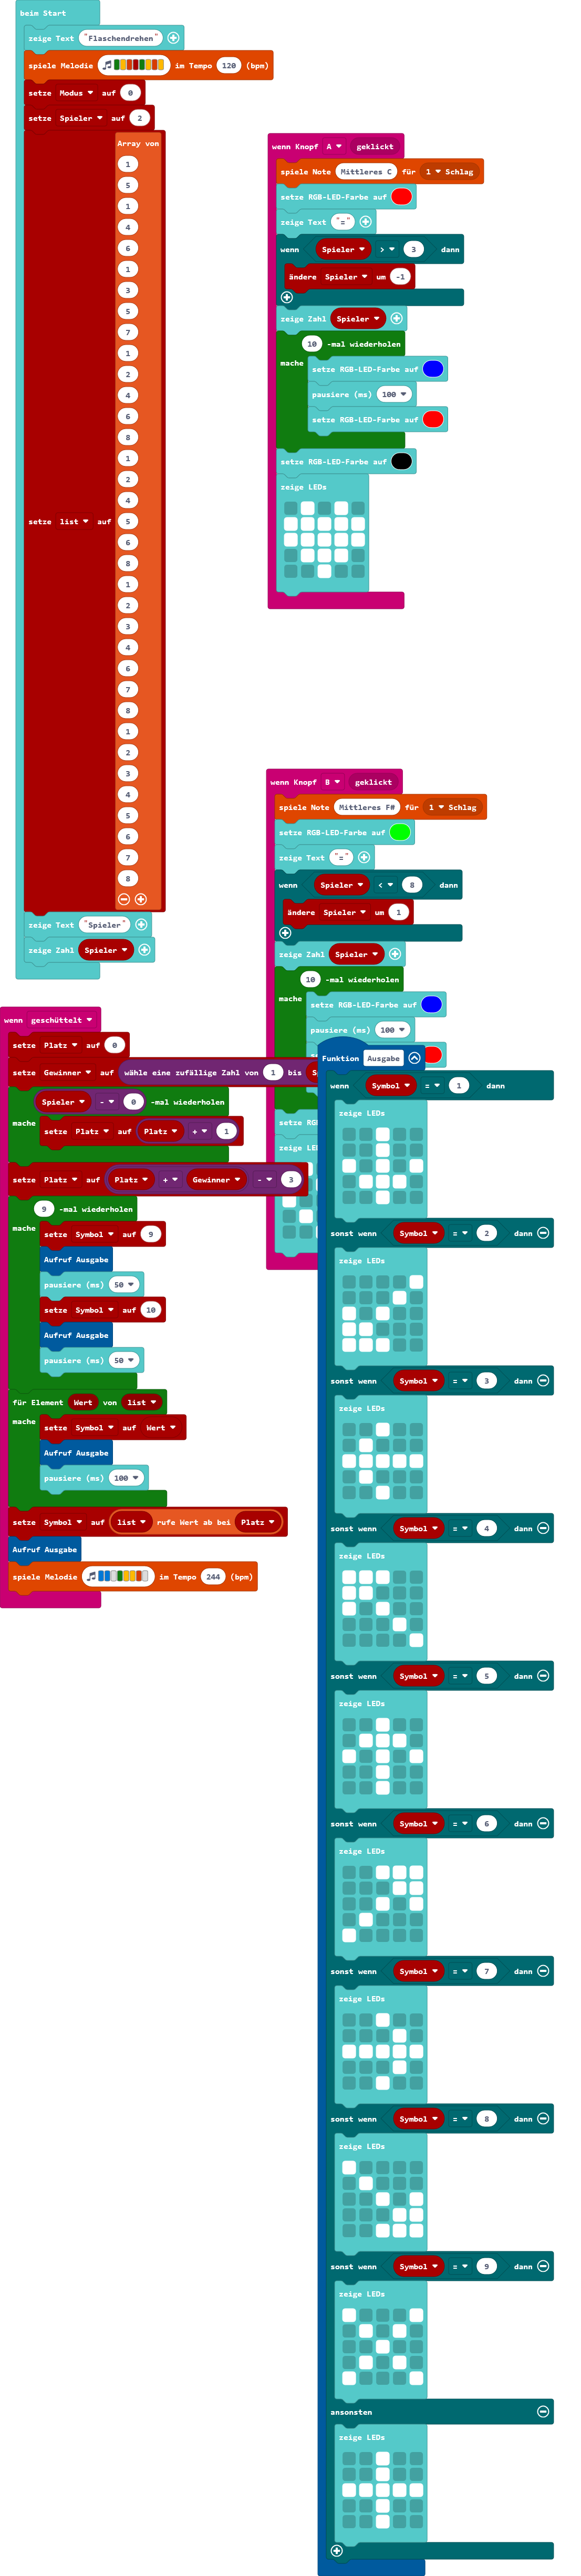 beim Start
zeige Text "Flaschendrehen"
spiele Melodie im Tempo 120 (bpm)
setze Modus auf 0
setze Spieler auf 2
setze list auf Array von
1
5
1
4
6
1
3
5
7
1
2
4
6
8
1
2
4
5
6
8
1
2
3
4
6
7
8
1
2
3
4
5
6
7
8
zeige Text "Spieler"
zeige Zahl Spieler
wenn Knopf A geklickt
spiele Note Mittleres C für 1 Schlag
setze RGB-LED-Farbe auf
zeige Text "="
wenn Spieler > 3 dann
ändere Spieler um -1
zeige Zahl Spieler
10 -mal wiederholen
mache
setze RGB-LED-Farbe auf
pausiere (ms) 100
setze RGB-LED-Farbe auf
setze RGB-LED-Farbe auf
zeige LEDs
wenn Knopf B geklickt
spiele Note Mittleres F# für 1 Schlag
setze RGB-LED-Farbe auf
zeige Text "="
wenn Spieler < 8 dann
ändere Spieler um 1
zeige Zahl Spieler
10 -mal wiederholen
mache
setze RGB-LED-Farbe auf
pausiere (ms) 100
setze
zeige
wenn geschüttelt
setze Platz auf 0
setze Gewinner auf wähle eine zufällige Zahl von 1 bis
Spieler - 0 -mal wiederholen
mache
setze Platz auf Platz + 1
setze Platz auf Platz + Gewinner - 3
9 -mal wiederholen
mache
setze Symbol auf 9
Aufruf Ausgabe
pausiere (ms) 50
setze Symbol auf 10
Aufruf Ausgabe
pausiere (ms) 50
für Element Wert von list
mache
setze Symbol auf Wert
Aufruf Ausgabe
pausiere (ms) 100
setze Symbol auf list rufe Wert ab bei Platz
Aufruf Ausgabe
spiele Melodie im Tempo 244 (bpm)
Funktion Ausgabe
wenn Symbol = 1 dann
zeige LEDs
sonst wenn Symbol = 2 dann
zeige LEDs
sonst wenn Symbol = 3 dann
zeige LEDs
sonst wenn Symbol = 4 dann
zeige LEDs
sonst wenn Symbol = 5 dann
zeige LEDs
sonst wenn Symbol = 6 dann
zeige LEDs
sonst wenn Symbol = 7 dann
zeige LEDs
sonst wenn Symbol = 8 dann
zeige LEDs
sonst wenn Symbol = 9 dann
zeige LEDs
ansonsten
zeige LEDs